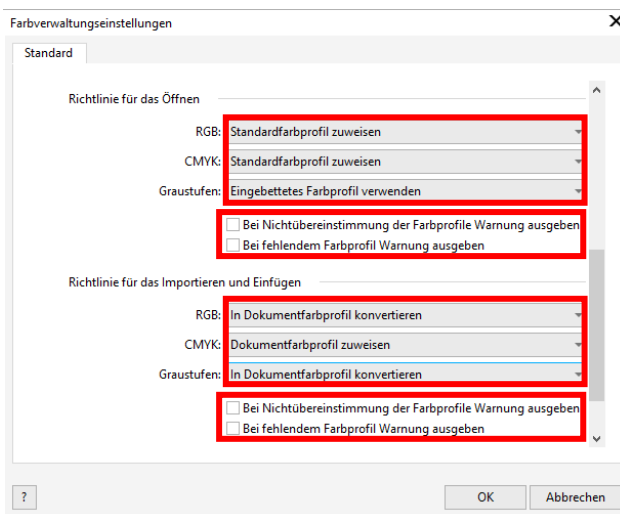 Farbverwaltungseinstellungen
Standard
Richtlinie für das Öffnen
RGB: Standardfarbprofil zuweisen
CMYK: Standardfarbprofil zuweisen
Graustufen: Eingebettetes Farbprofil verwenden
Bei Nichtübereinstimmung der Farbprofile Warnung ausgeben
Bei fehlendem Farbprofil Warnung ausgeben
Richtlinie für das Importieren und Einfügen
RGB: In Dokumentfarbprofil konvertieren
CMYK: Dokumentfarbprofil zuweisen
Graustufen: In Dokumentfarbprofil konvertieren
Bei Nichtübereinstimmung der Farbprofile Warnung ausgeben
Bei fehlendem Farbprofil Warnung ausgeben
? OK Abbrechen